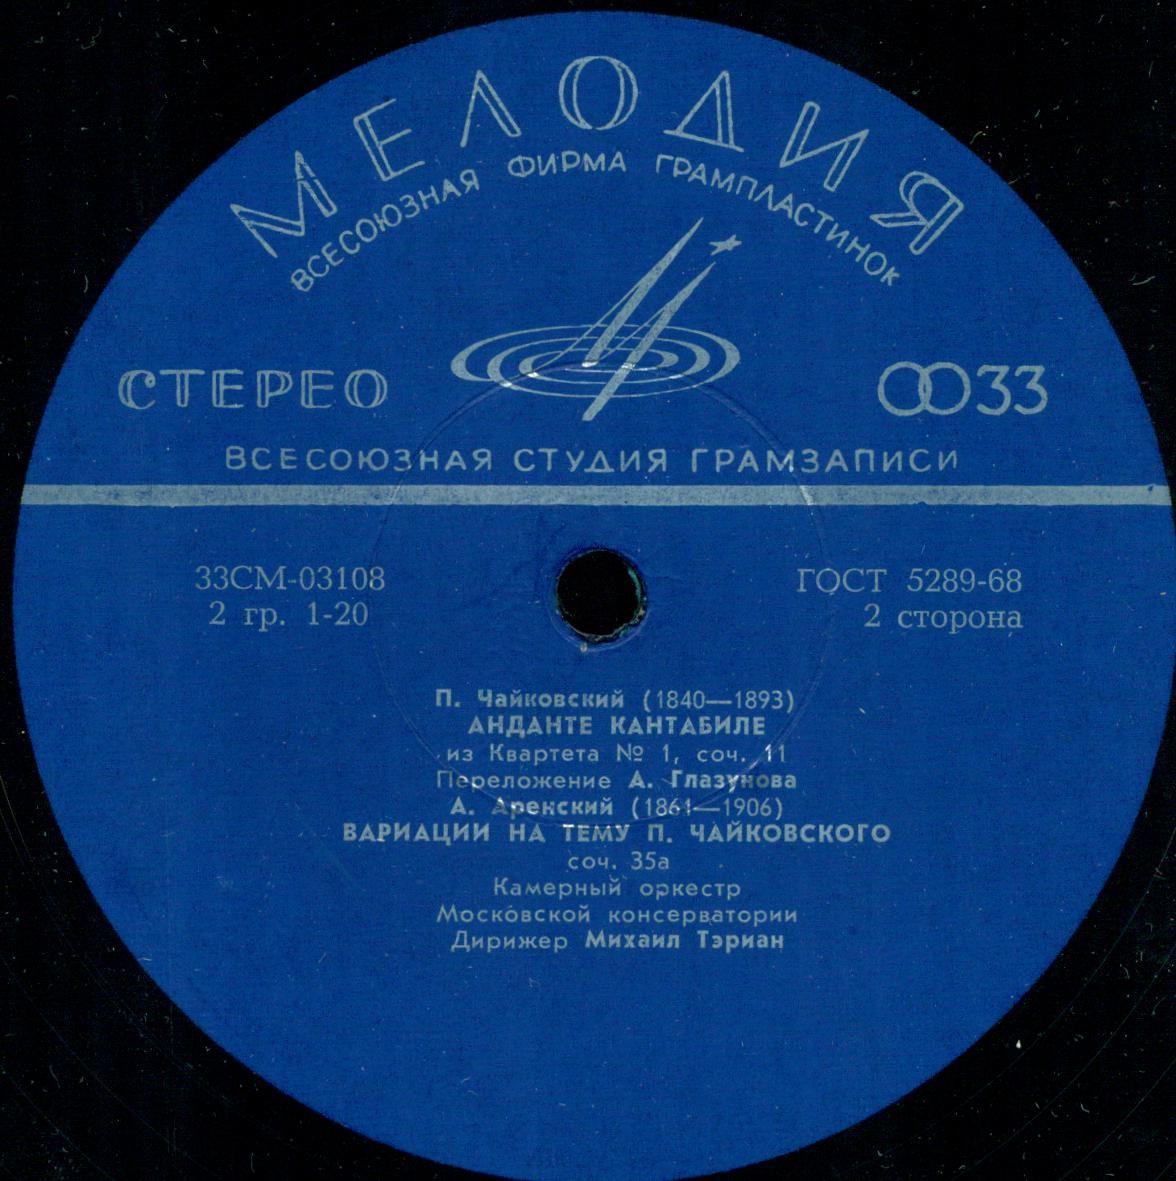 МЕЛОДИЯ
ВСЕСОЮЗНАЯ ФИРМА ГРАМПЛАСТИНОК
СТЕРЕО
33
ВСЕСОЮЗНАЯ СТУДИЯ ГРАМЗАПИСИ
33СМ-03108
ГОСТ 5289-68
2 гр. 1-20
2 сторона
П. Чайковский (1840—1893)
АНДАНТЕ КАНТАБИЛЕ
из Квартета № 1, соч. 11
Переложение А. Глазунова
А. Аренский (1861—1906)
ВАРИАЦИИ НА ТЕМУ П. ЧАЙКОВСКОГО
соч. 35а
Камерный оркестр
Московской консерватории
Дирижер Михаил Тэриан